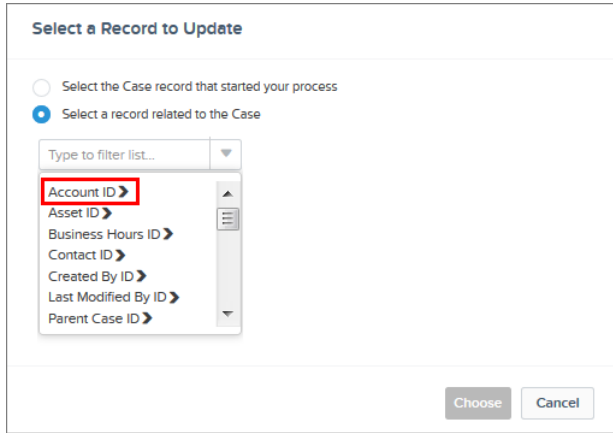 Select a Record to Update
Select the Case record that started your process
Select a record related to the Case
Type to filter list...
Account ID
Asset ID
Business Hours ID
Contact ID
Created By ID
Last Modified By ID
Parent Case ID
Choose
Cancel